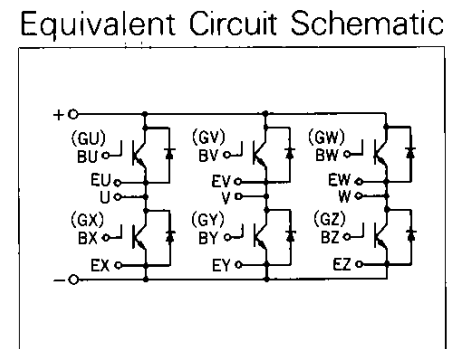 Equivalent Circuit Schematic
+
(GU) (GV) (GW)
BU BV BW
EU EV EW
U V W
(GX) (GY) (GZ)
BX BY BZ
EX EY EZ
−